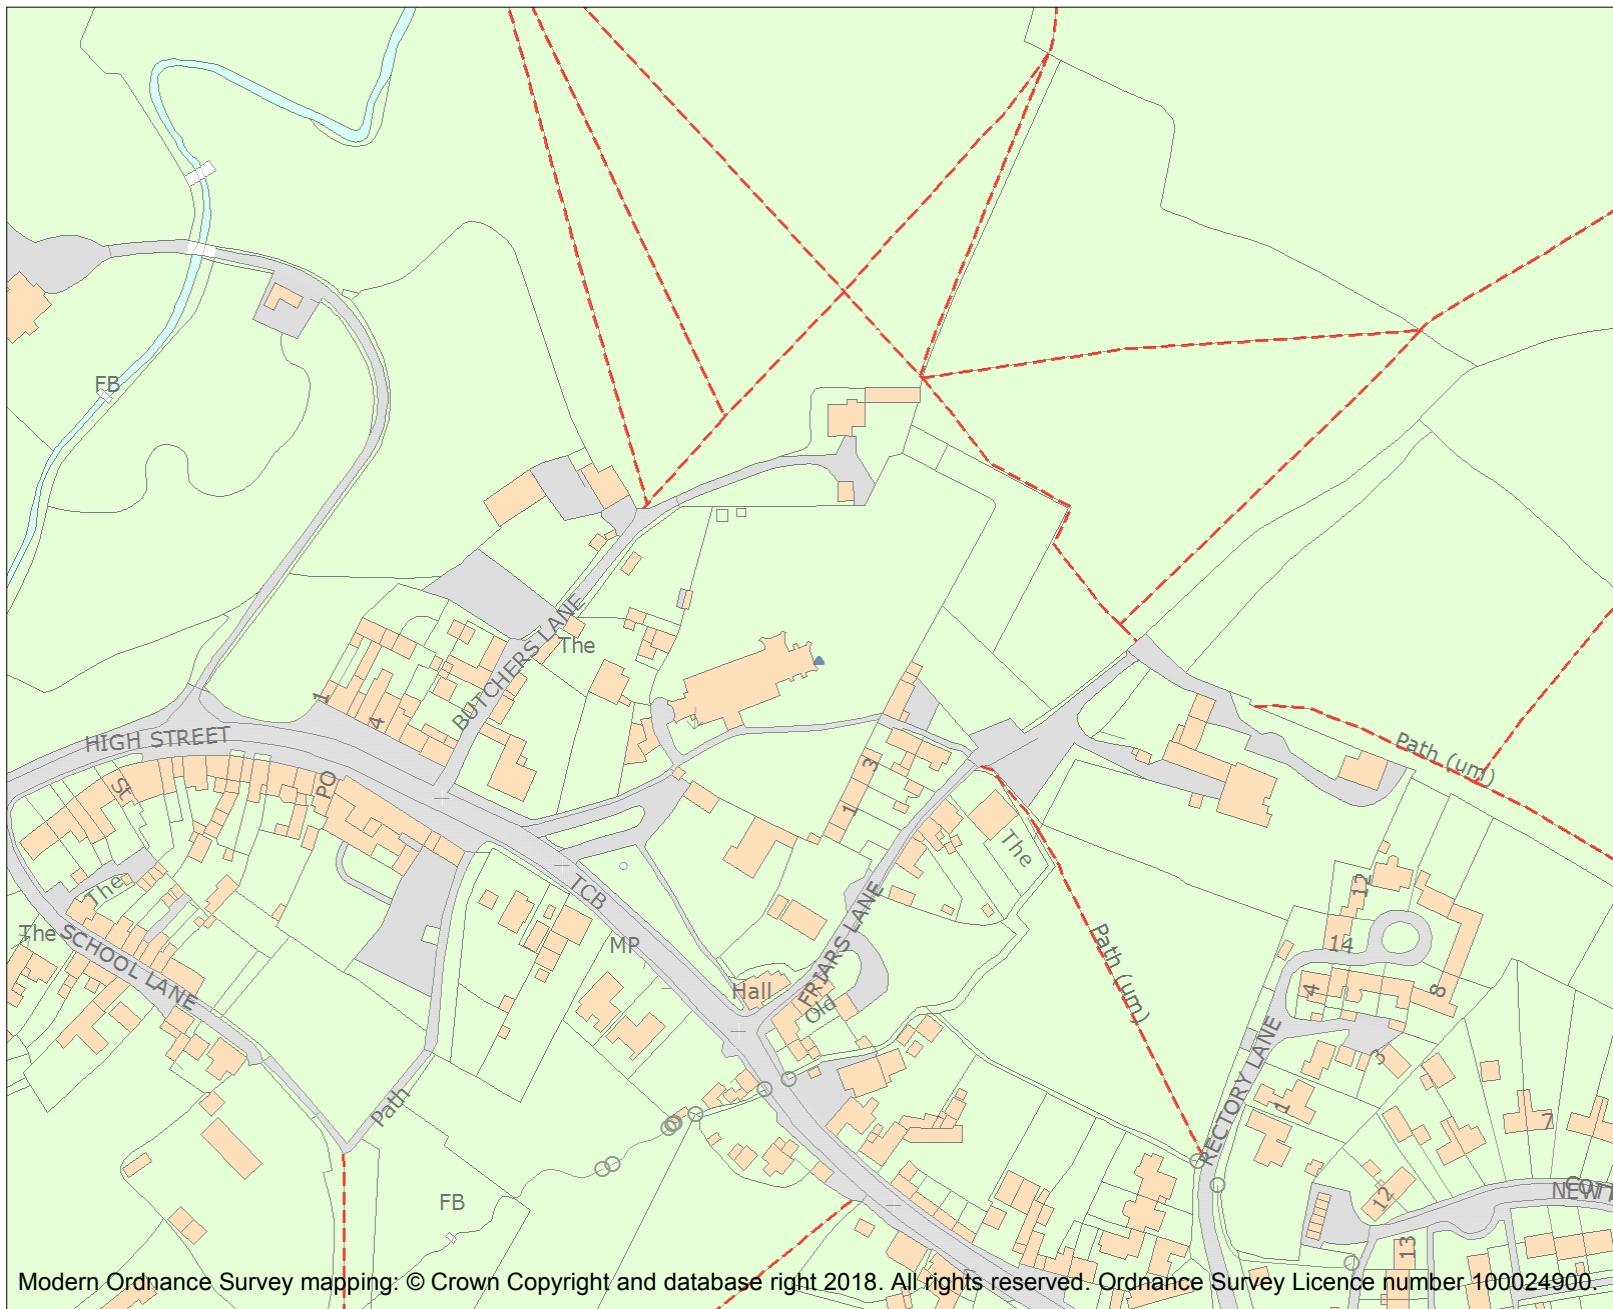 FB
BUTCHERS LANE
The
1
4
HIGH STREET
St
PO
3
1
The
Path (um)
TCB
MP
FRIARS LANE
Hall
Old
The
The
SCHOOL LANE
Path
FB
Path (um)
12
14
4
8
3
1
7
RECTORY LANE
12
13
Modern Ordnance Survey mapping: © Crown Copyright and database right 2018. All rights reserved. Ordnance Survey Licence number 100024900.